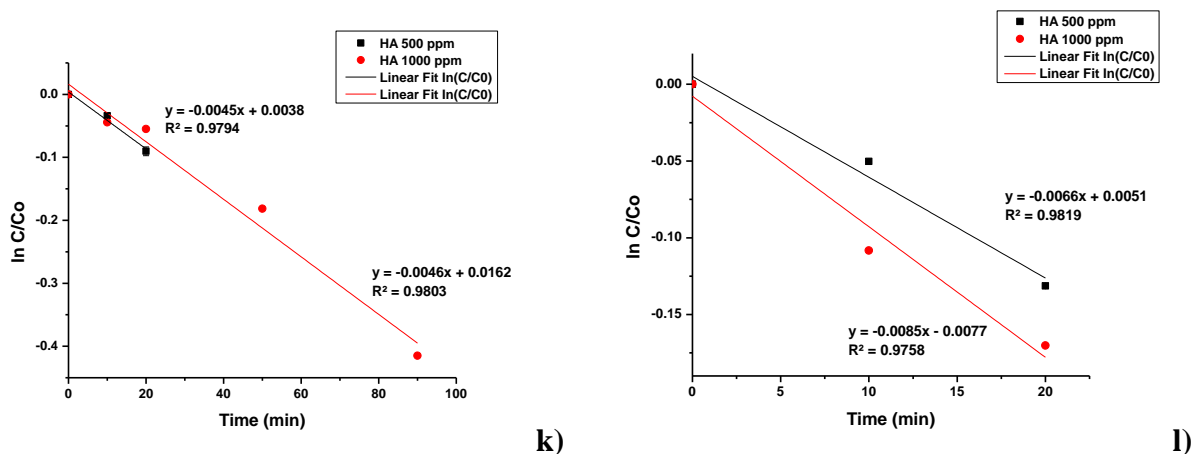 HA 500 ppm
HA 1000 ppm
Linear Fit ln(C/C0)
Linear Fit ln(C/C0)
0.0
-0.1
-0.2
-0.3
-0.4
ln C/Co
y = -0.0045x + 0.0038
R² = 0.9794
y = -0.0046x + 0.0162
R² = 0.9803
0
20
40
60
80
100
Time (min)
k)
HA 500 ppm
HA 1000 ppm
Linear Fit ln(C/C0)
Linear Fit ln(C/C0)
0.00
-0.05
-0.10
-0.15
ln C/Co
y = -0.0066x + 0.0051
R² = 0.9819
y = -0.0085x - 0.0077
R² = 0.9758
0
5
10
15
20
Time (min)
l)